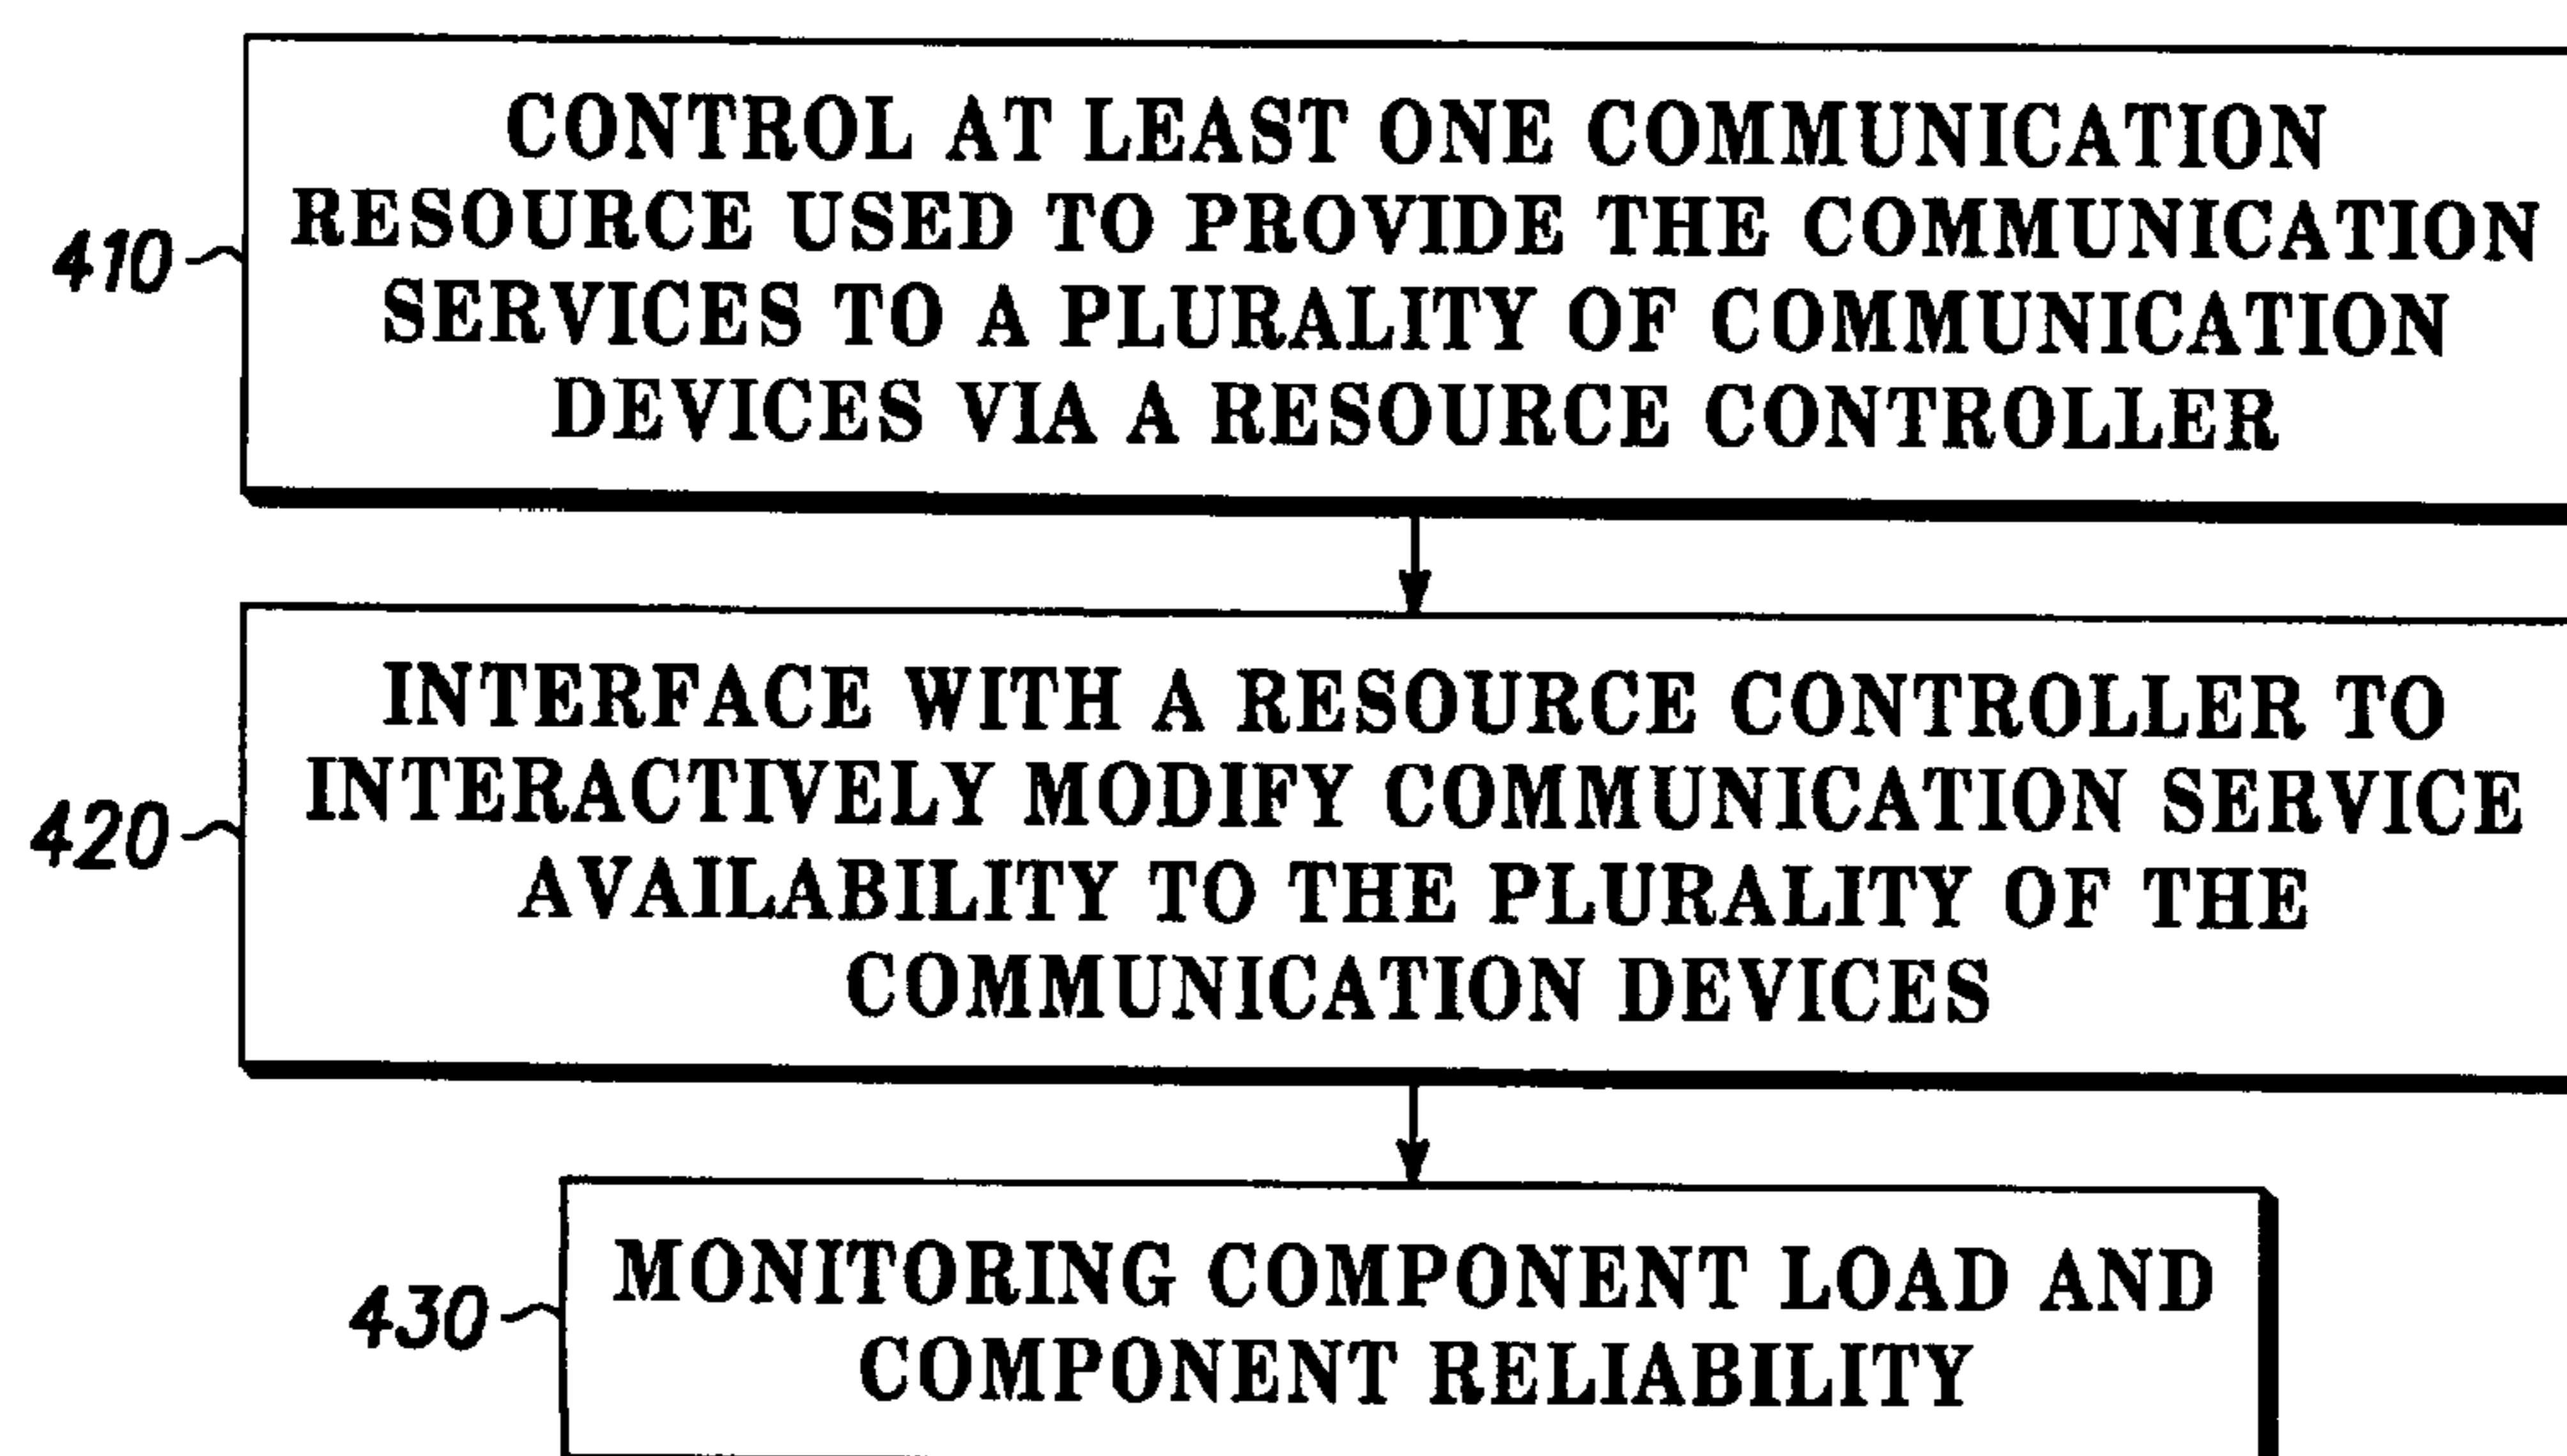 CONTROL AT LEAST ONE COMMUNICATION
RESOURCE USED TO PROVIDE THE COMMUNICATION
410
SERVICES TO A PLURALITY OF COMMUNICATION
DEVICES VIA A RESOURCE CONTROLLER
INTERFACE WITH A RESOURCE CONTROLLER TO
INTERACTIVELY MODIFY COMMUNICATION SERVICE
420
AVAILABILITY TO THE PLURALITY OF THE
COMMUNICATION DEVICES
MONITORING COMPONENT LOAD AND
430
COMPONENT RELIABILITY